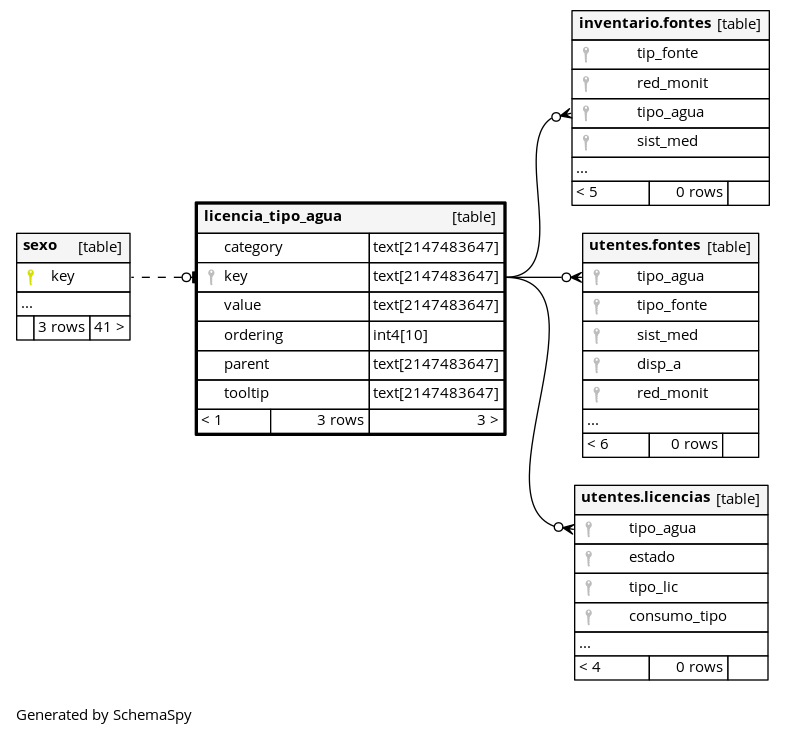 sexo [table]
key
...
3 rows 41 >
licencia_tipo_agua [table]
category text[2147483647]
key text[2147483647]
value text[2147483647]
ordering int4[10]
parent text[2147483647]
tooltip text[2147483647]
< 1 3 rows 3 >
inventario.fontes [table]
tip_fonte
red_monit
tipo_agua
sist_med
...
< 5 0 rows
utentes.fontes [table]
tipo_agua
tipo_fonte
sist_med
disp_a
red_monit
...
< 6 0 rows
utentes.licencias [table]
tipo_agua
estado
tipo_lic
consumo_tipo
...
< 4 0 rows
Generated by SchemaSpy